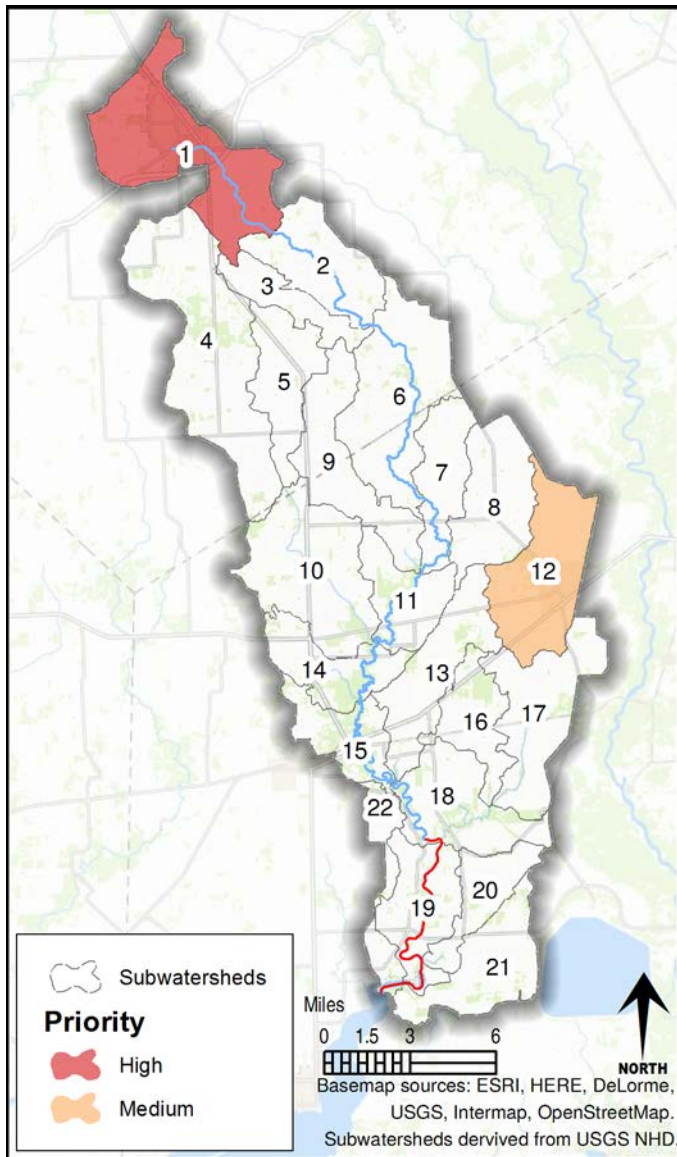 1
2
3
4
5
6
9
7
8
12
10
11
13
14
16
17
15
18
22
20
19
21
Subwatersheds
Priority
High
Medium
Miles
0 1.5 3 6
NORTH
Basemap sources: ESRI, HERE, DeLorme,
USGS, Intermap, OpenStreetMap.
Subwatersheds dervived from USGS NHD.